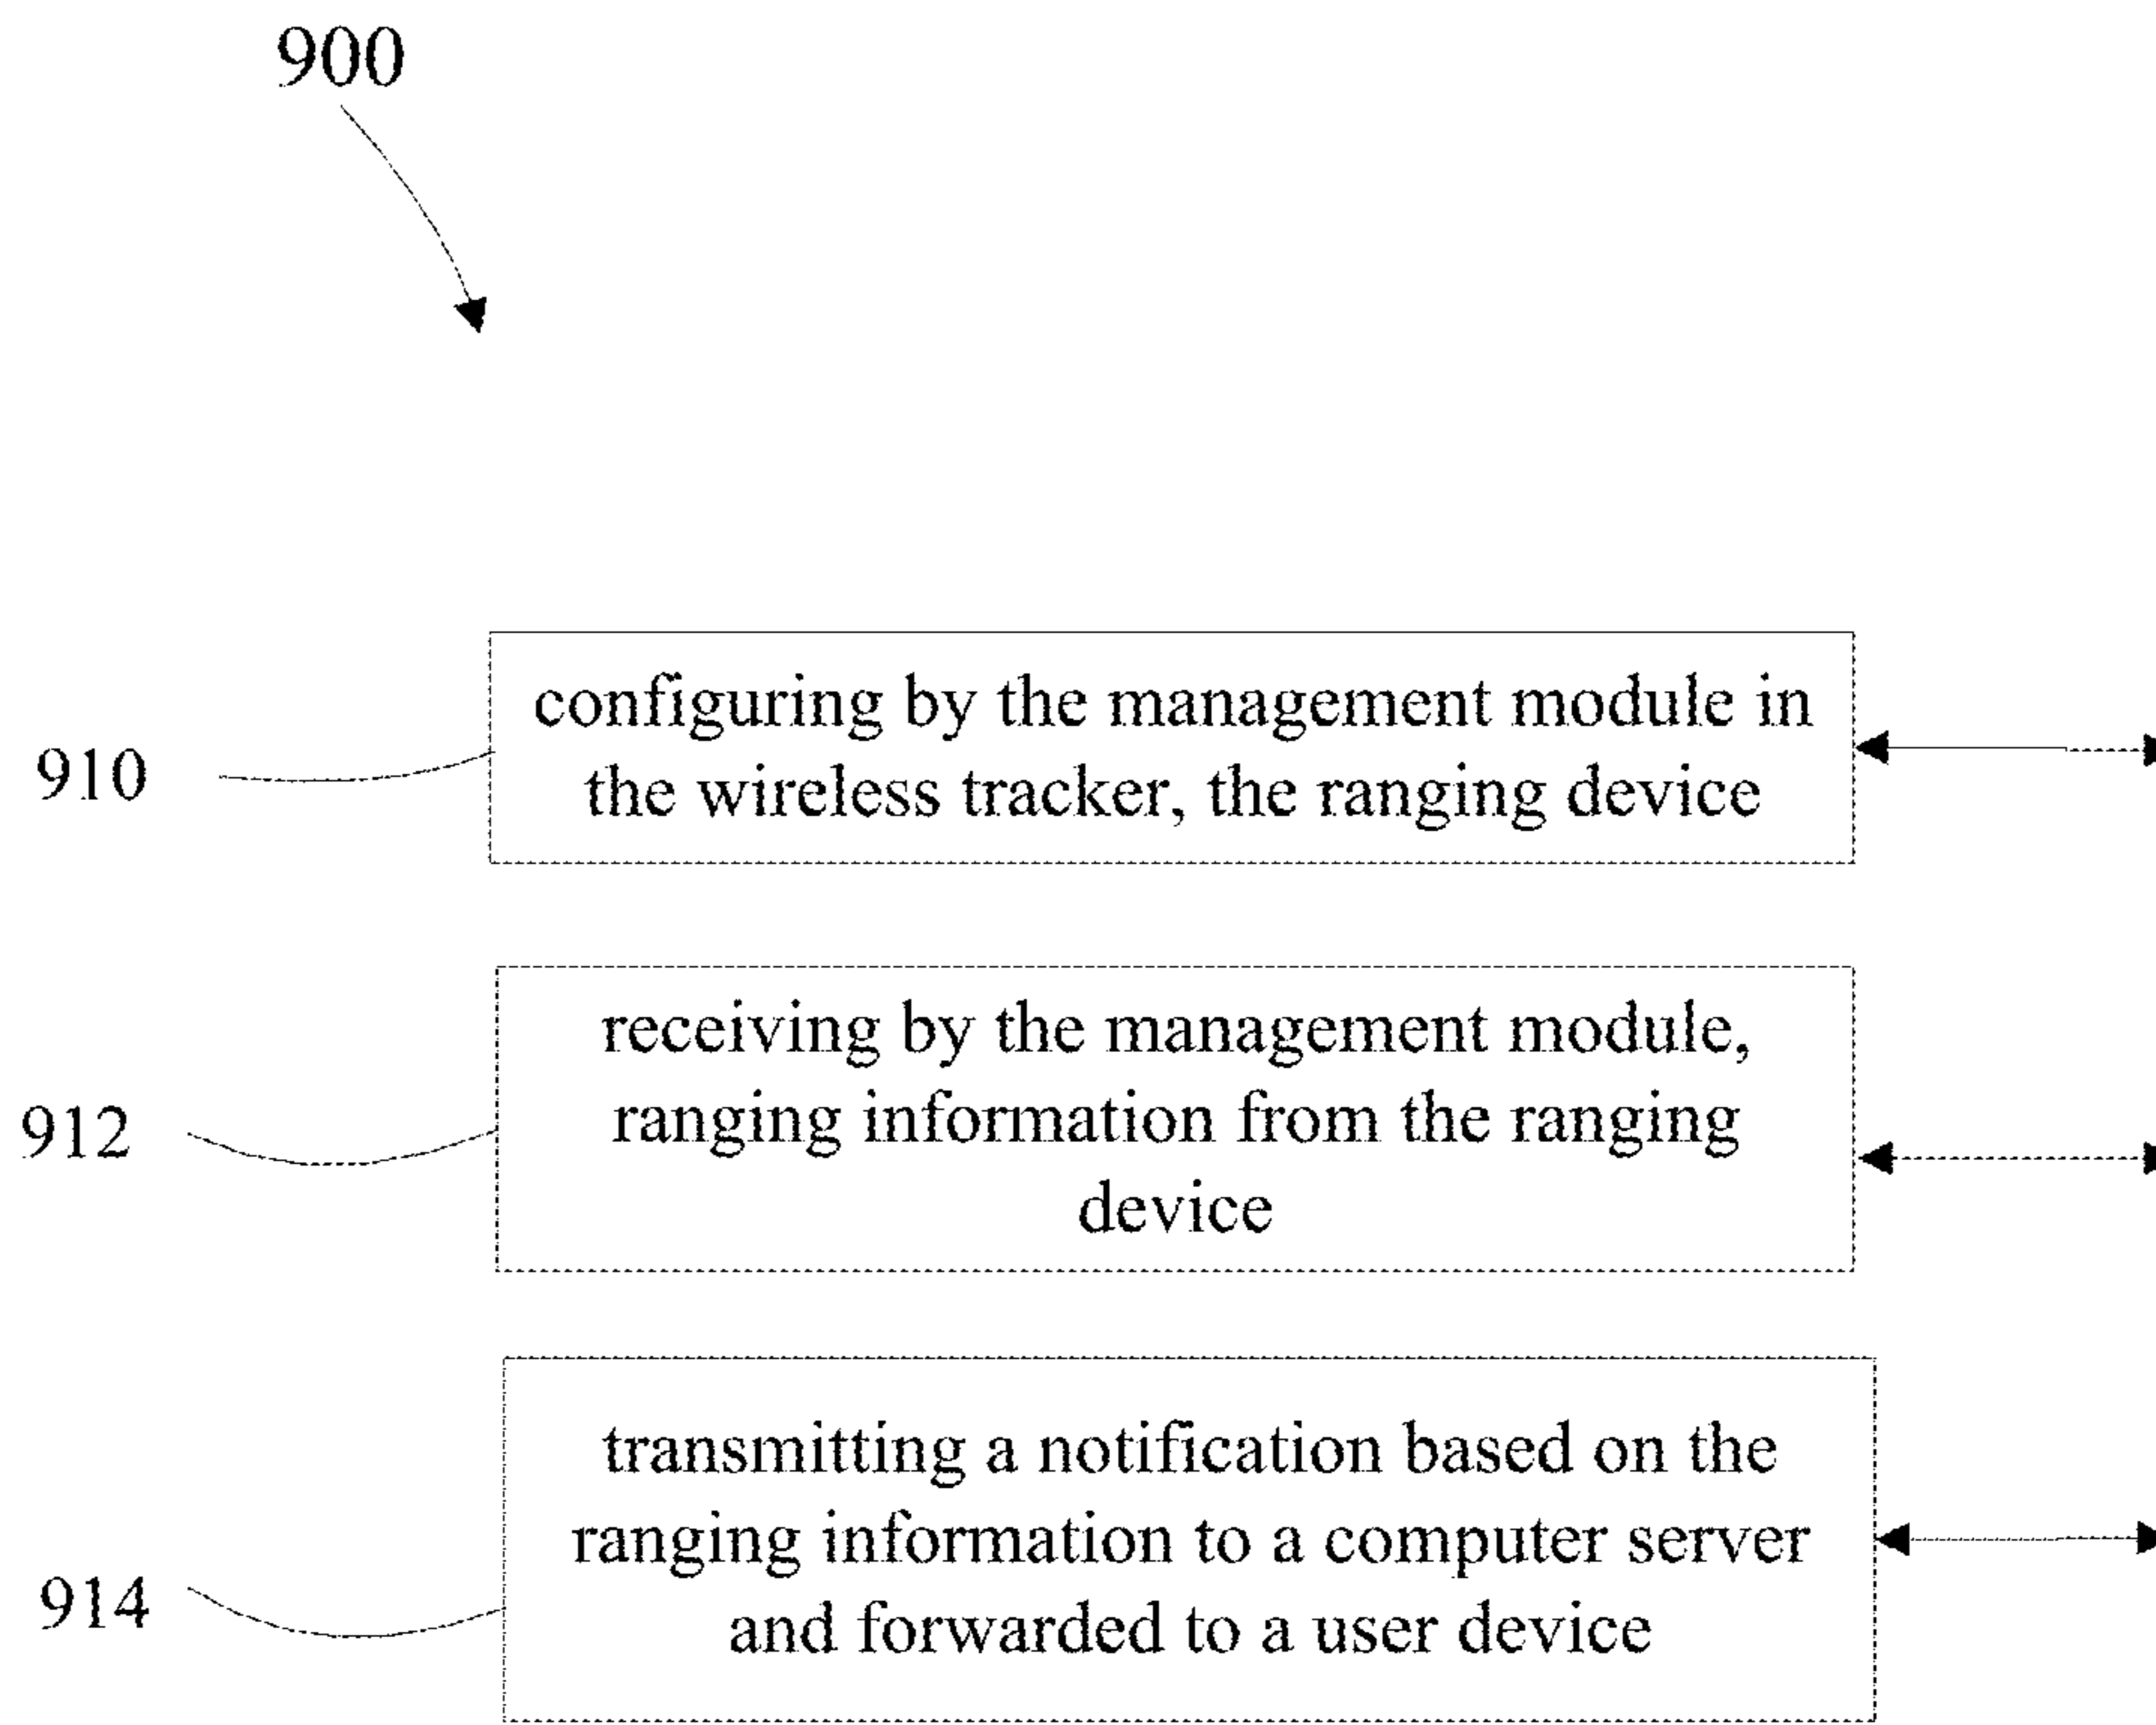 900
910
configuring by the management module in
the wireless tracker, the ranging device
912
receiving by the management module,
ranging information from the ranging
device
914
transmitting a notification based on the
ranging information to a computer server
and forwarded to a user device